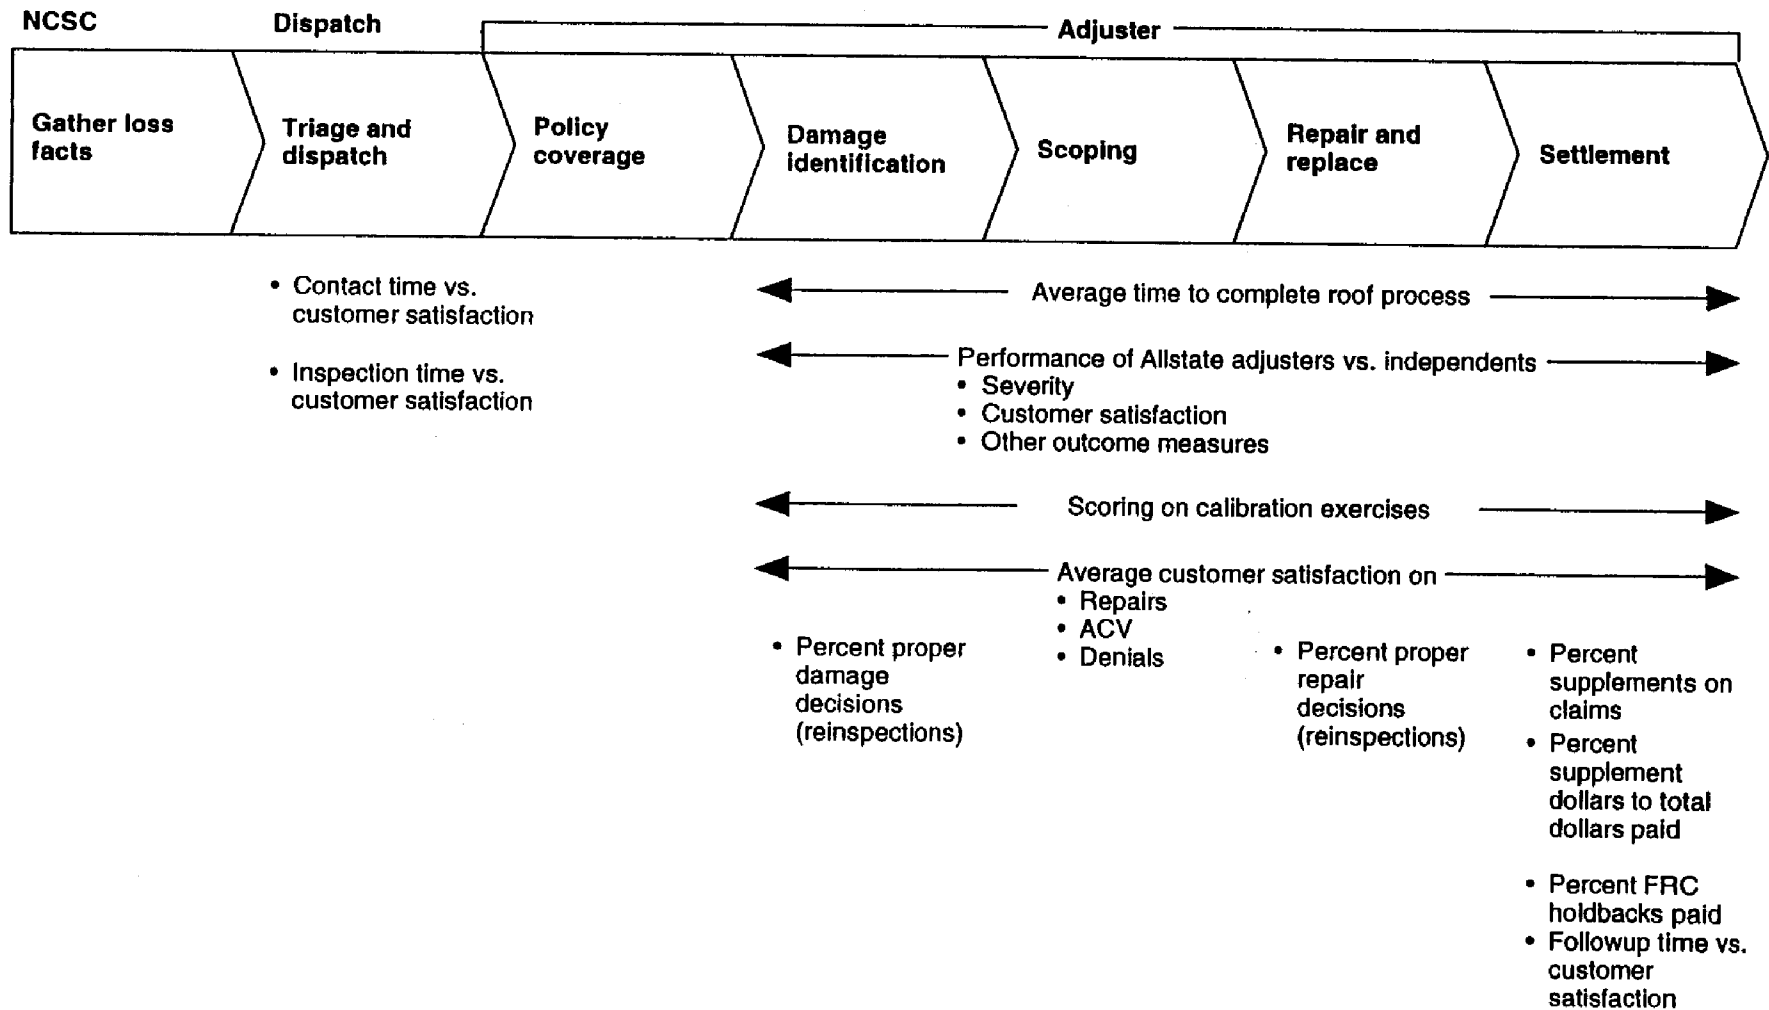 NCSC
Dispatch
Adjuster
Gather loss
facts
Triage and
dispatch
Policy
coverage
Damage
identification
Scoping
Repair and
replace
Settlement
• Contact time vs.
customer satisfaction
• Inspection time vs.
customer satisfaction
Average time to complete roof process
Performance of Allstate adjusters vs. independents
• Severity
• Customer satisfaction
• Other outcome measures
Scoring on calibration exercises
Average customer satisfaction on
• Repairs
• ACV
• Denials
• Percent proper
damage
decisions
(reinspections)
• Percent proper
repair
decisions
(reinspections)
• Percent
supplements on
claims
• Percent
supplement
dollars to total
dollars paid
• Percent FRC
holdbacks paid
• Followup time vs.
customer
satisfaction